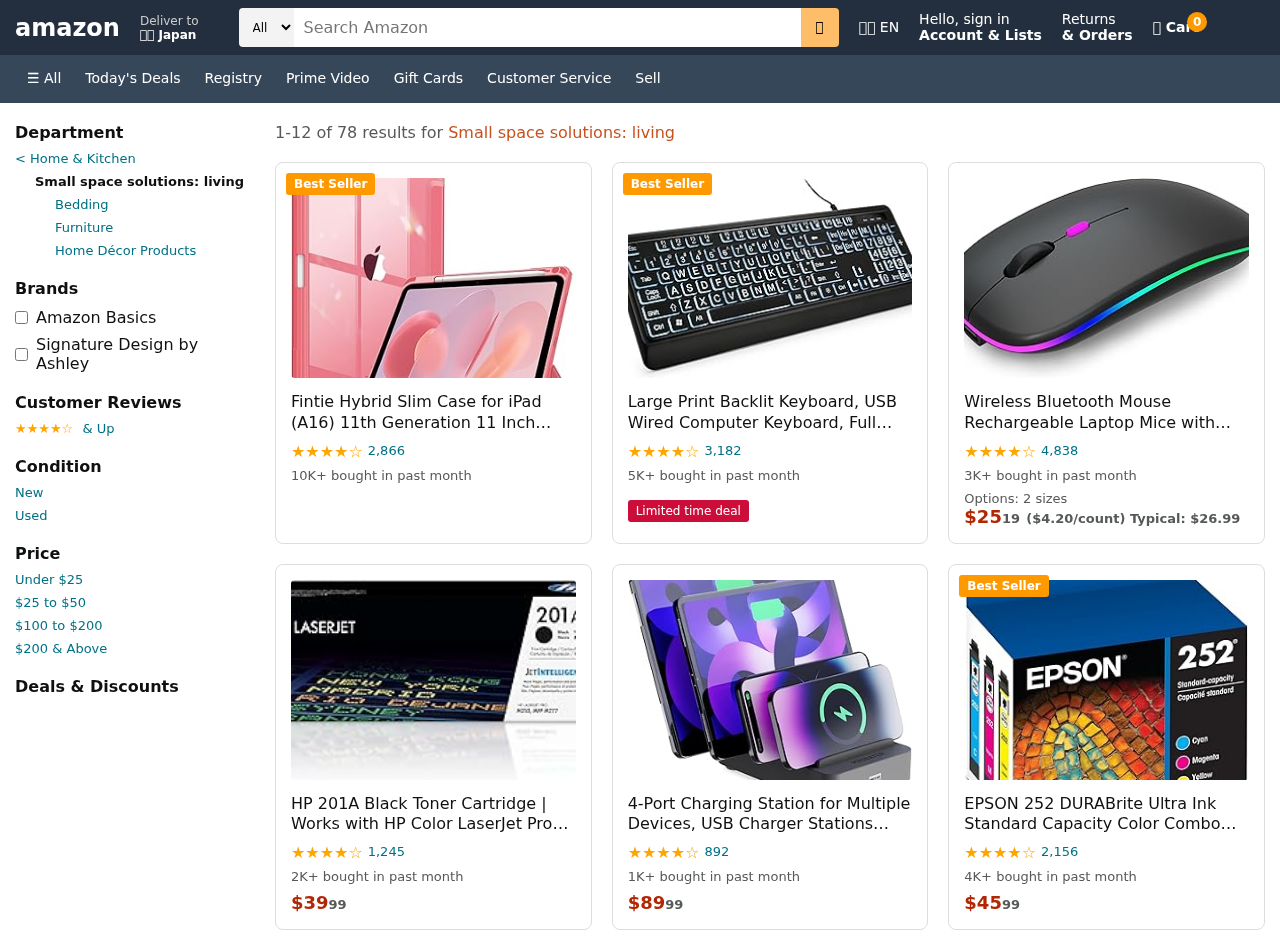 amazon
Deliver to
Japan
All
Search Amazon
EN
Hello, sign in
Account & Lists
Returns
& Orders
0
☰ All
Today's Deals
Registry
Prime Video
Gift Cards
Customer Service
Sell
Department
< Home & Kitchen
Small space solutions: living
Bedding
Furniture
Home Décor Products
Brands
Amazon Basics
Signature Design by
Ashley
Customer Reviews
★★★★☆ & Up
Condition
New
Used
Price
Under $25
$25 to $50
$100 to $200
$200 & Above
Deals & Discounts
1-12 of 78 results for Small space solutions: living
Best Seller
Fintie Hybrid Slim Case for iPad
(A16) 11th Generation 11 Inch…
★★★★☆ 2,866
10K+ bought in past month
Best Seller
Large Print Backlit Keyboard, USB
Wired Computer Keyboard, Full…
★★★★☆ 3,182
5K+ bought in past month
Limited time deal
Wireless Bluetooth Mouse
Rechargeable Laptop Mice with…
★★★★☆ 4,838
3K+ bought in past month
Options: 2 sizes
$25 19 ($4.20/count) Typical: $26.99
LASERJET
201A
JETINTELLIGENCE
HP 201A Black Toner Cartridge |
Works with HP Color LaserJet Pro…
★★★★☆ 1,245
2K+ bought in past month
$39 99
4-Port Charging Station for Multiple
Devices, USB Charger Stations…
★★★★☆ 892
1K+ bought in past month
$89 99
Best Seller
EPSON
252
Standard-capacity
Capacité standard
Cyan
Magenta
Yellow
EPSON 252 DURABrite Ultra Ink
Standard Capacity Color Combo…
★★★★☆ 2,156
4K+ bought in past month
$45 99